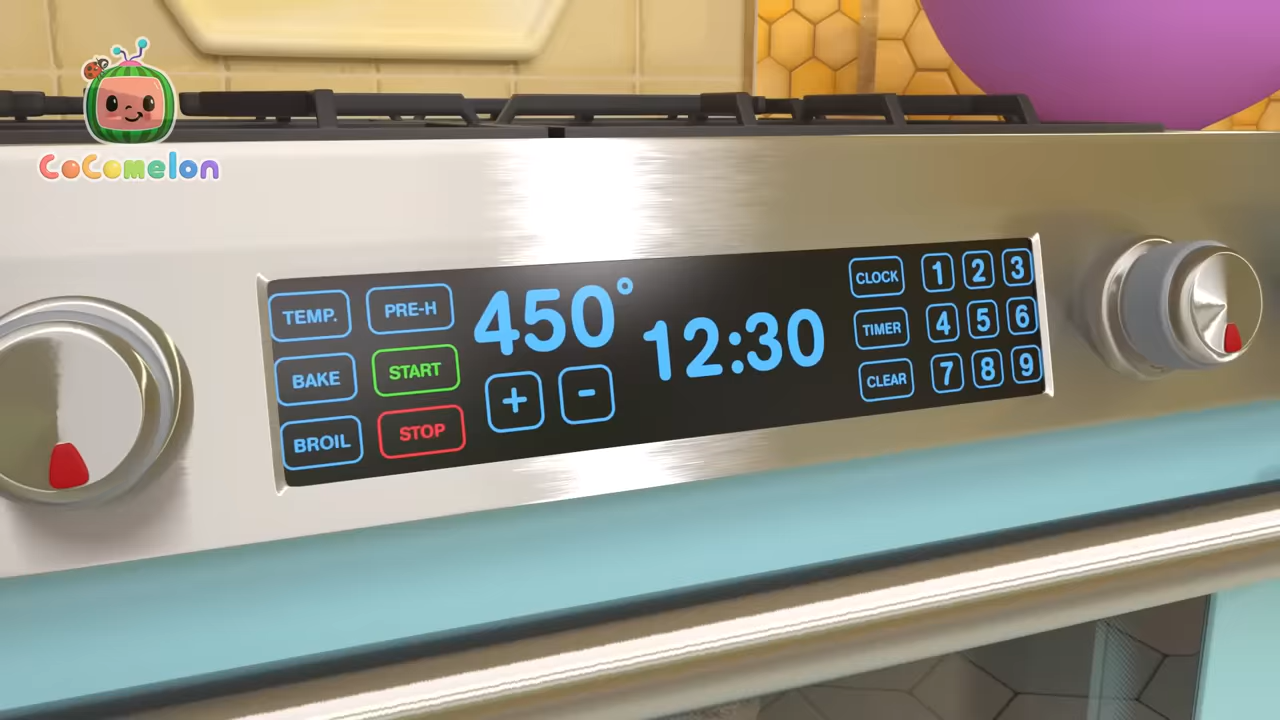 CoComelon
TEMP. PRE-H 450° 12:30 CLOCK 1 2 3
BAKE START + - TIMER 4 5 6
BROIL STOP CLEAR 7 8 9